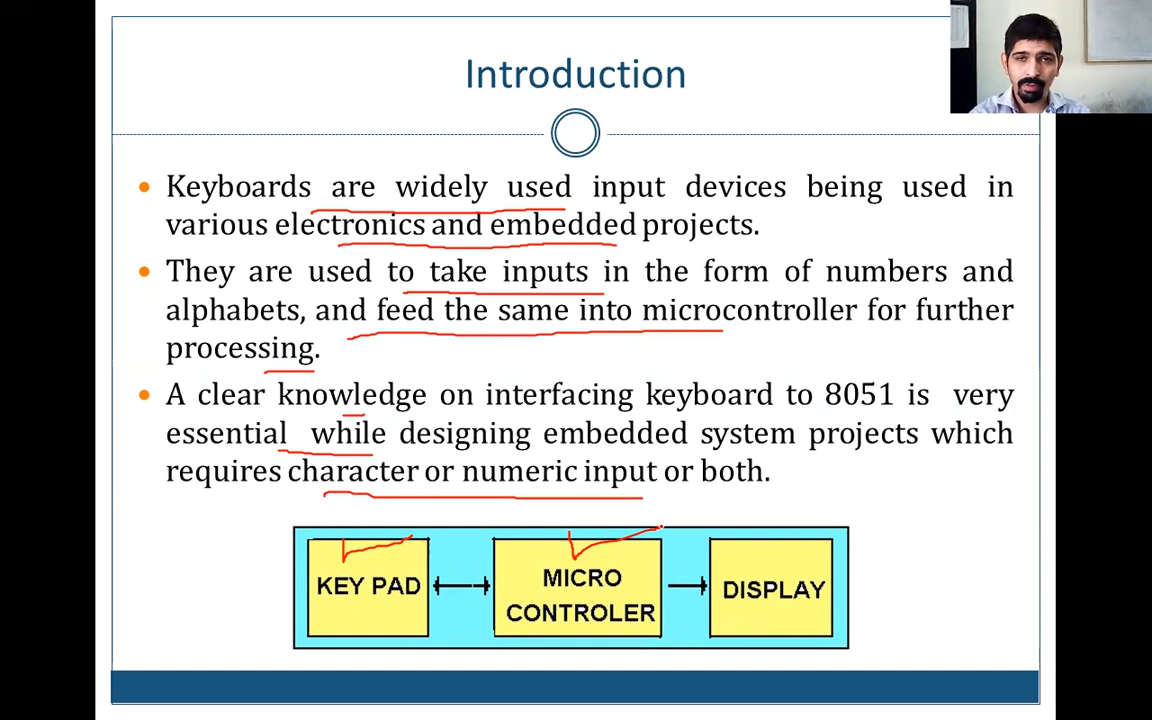 Introduction
Keyboards are widely used input devices being used in
various electronics and embedded projects.
They are used to take inputs in the form of numbers and
alphabets, and feed the same into microcontroller for further
processing.
A clear knowledge on interfacing keyboard to 8051 is very
essential while designing embedded system projects which
requires character or numeric input or both.
KEY PAD
MICRO
CONTROLER
DISPLAY